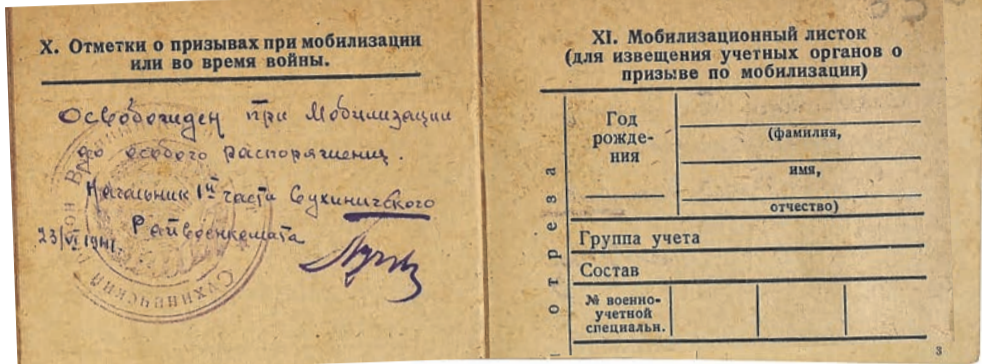 X. Отметки о призывах при мобилизации
или во время войны.
Освобожден при Мобилизации
до особого распоряжения.
Начальник 1й части Сухинического
Райвоенкомата
23/VI 1941
XI. Мобилизационный листок
(для извещения учетных органов о
призыве по мобилизации)
отреза
Год
рожде-
ния
(фамилия,
имя,
отчество)
Группа учета
Состав
№ военно-
учетной
специальн.
3